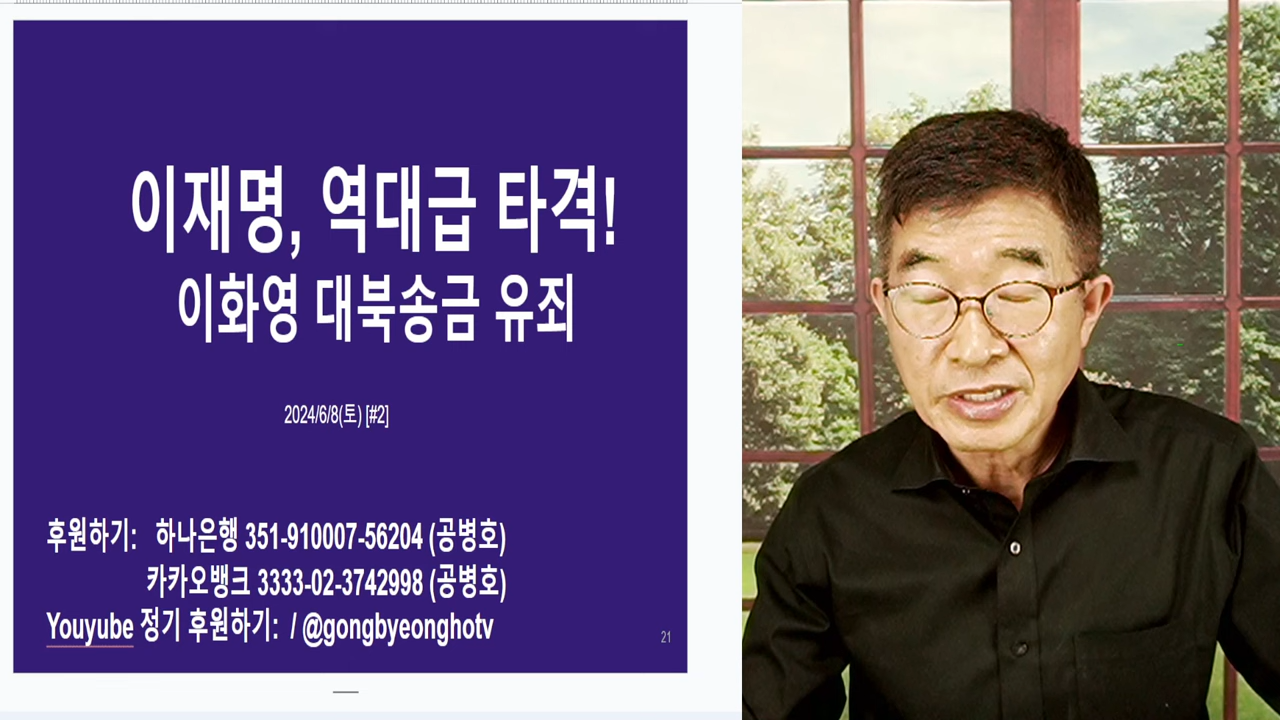 이재명, 역대급 타격!
이화영 대북송금 유죄
2024/6/8(토) [#2]
후원하기: 하나은행 351-910007-56204 (공병호)
카카오뱅크 3333-02-3742998 (공병호)
Youyube 정기 후원하기: / @gongbyeonghotv
21